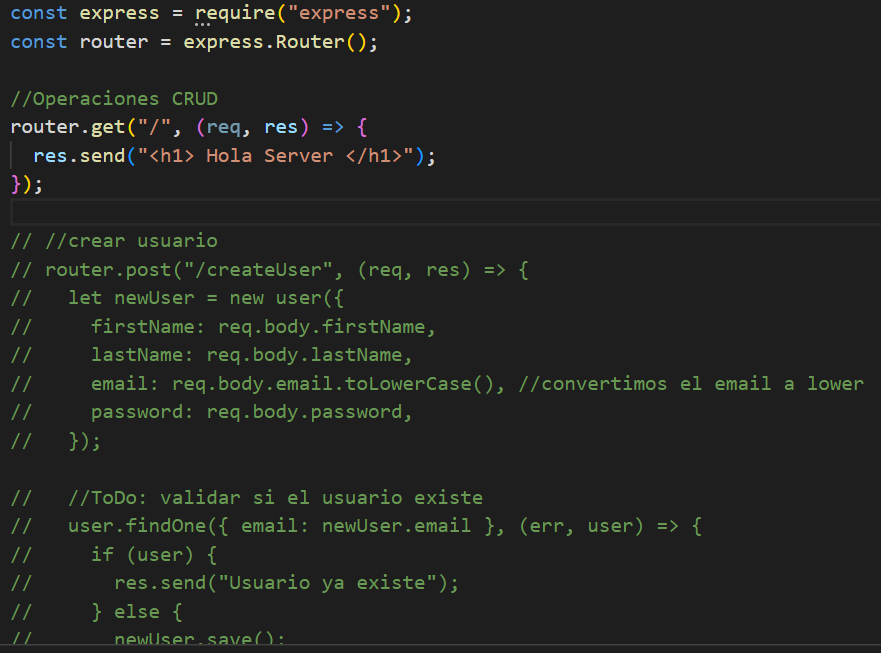 const express = require("express");
const router = express.Router();
//Operaciones CRUD
router.get("/", (req, res) => {
  res.send("<h1> Hola Server </h1>");
});
// //crear usuario
// router.post("/createUser", (req, res) => {
//   let newUser = new user({
//     firstName: req.body.firstName,
//     lastName: req.body.lastName,
//     email: req.body.email.toLowerCase(), //convertimos el email a lower
//     password: req.body.password,
//   });
//   //ToDo: validar si el usuario existe
//   user.findOne({ email: newUser.email }, (err, user) => {
//     if (user) {
//       res.send("Usuario ya existe");
//     } else {
//       newUser.save();